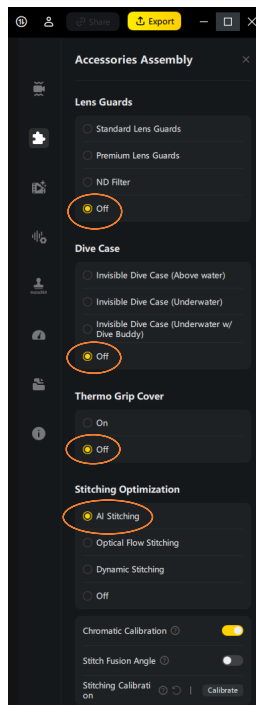 Share
Export
Accessories Assembly
Lens Guards
Standard Lens Guards
Premium Lens Guards
ND Filter
Off
Dive Case
Invisible Dive Case (Above water)
Invisible Dive Case (Underwater)
Invisible Dive Case (Underwater w/
Dive Buddy)
Off
Thermo Grip Cover
On
Off
Stitching Optimization
AI Stitching
Optical Flow Stitching
Dynamic Stitching
Off
Chromatic Calibration
Stitch Fusion Angle
Stitching Calibrati
on
Calibrate